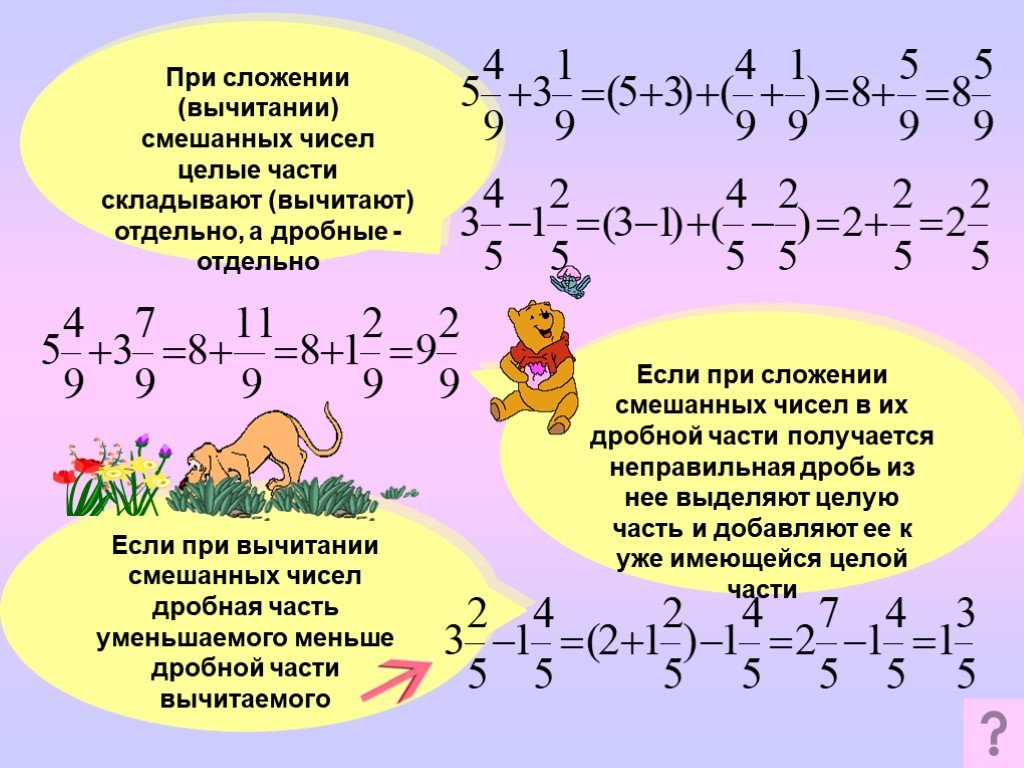 При сложении
(вычитании)
смешанных чисел
целые части
складывают (вычитают)
отдельно, а дробные -
отдельно
5 4/9 + 3 1/9 = (5+3) + (4/9 + 1/9) = 8 + 5/9 = 8 5/9
3 4/5 − 1 2/5 = (3−1) + (4/5 − 2/5) = 2 + 2/5 = 2 2/5
5 4/9 + 3 7/9 = 8 + 11/9 = 8 + 1 2/9 = 9 2/9
Если при сложении
смешанных чисел в их
дробной части получается
неправильная дробь из
нее выделяют целую
часть и добавляют ее к
уже имеющейся целой
части
Если при вычитании
смешанных чисел
дробная часть
уменьшаемого меньше
дробной части
вычитаемого
3 2/5 − 1 4/5 = (2 + 1 2/5) − 1 4/5 = 2 7/5 − 1 4/5 = 1 3/5
?